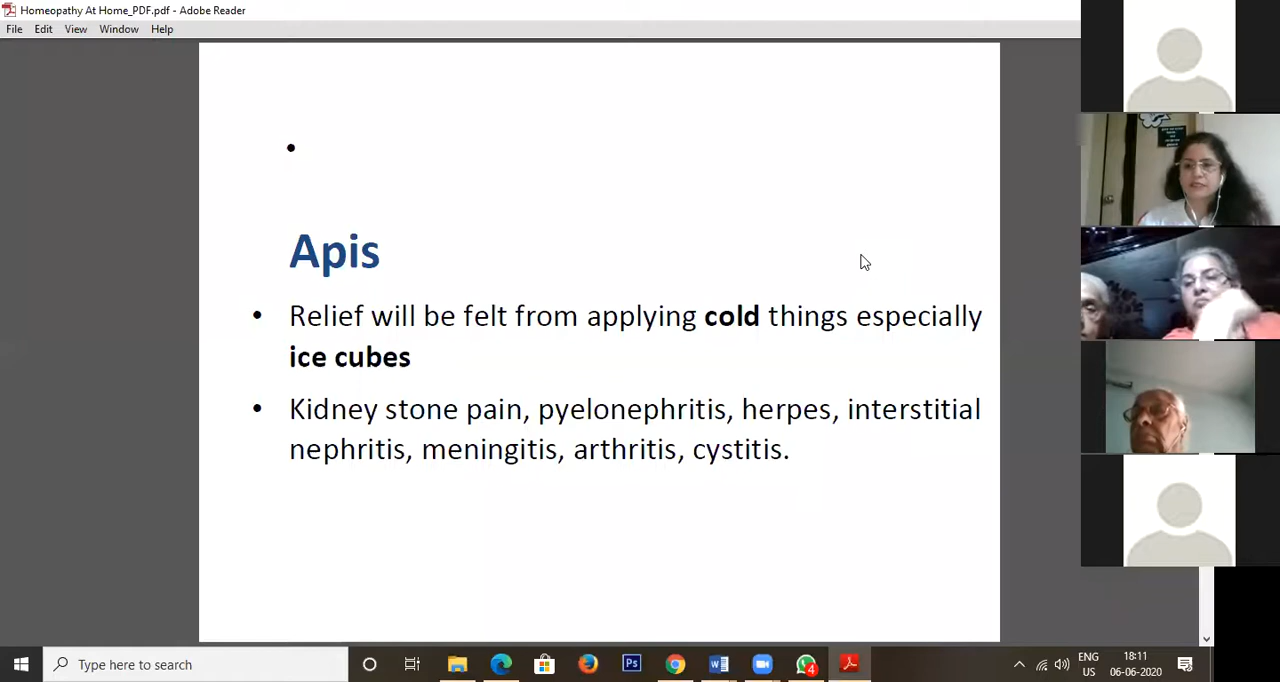 Homeopathy At Home_PDF.pdf - Adobe Reader
File Edit View Window Help
•
Apis
• Relief will be felt from applying cold things especially
ice cubes
• Kidney stone pain, pyelonephritis, herpes, interstitial
nephritis, meningitis, arthritis, cystitis.
Type here to search
Ps
4
ENG
US
18:11
06-06-2020